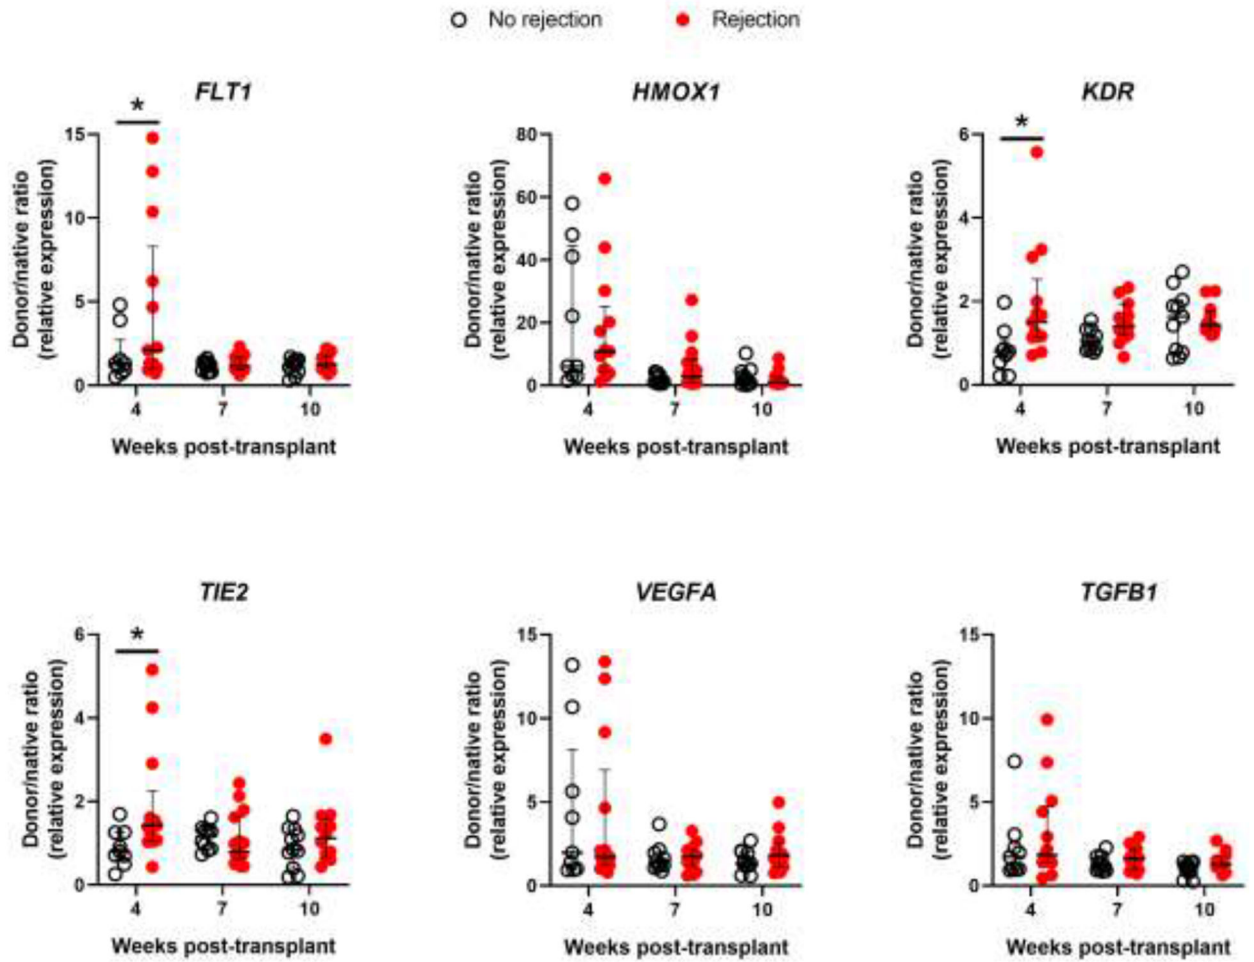 No rejection Rejection
FLT1 HMOX1 KDR
* *
Donor/native ratio
(relative expression)
15
10
5
0
4 7 10
Weeks post-transplant
Donor/native ratio
(relative expression)
80
60
40
20
0
4 7 10
Weeks post-transplant
Donor/native ratio
(relative expression)
6
4
2
0
4 7 10
Weeks post-transplant
TIE2 VEGFA TGFB1
*
Donor/native ratio
(relative expression)
6
4
2
0
4 7 10
Weeks post-transplant
Donor/native ratio
(relative expression)
15
10
5
0
4 7 10
Weeks post-transplant
Donor/native ratio
(relative expression)
15
10
5
0
4 7 10
Weeks post-transplant